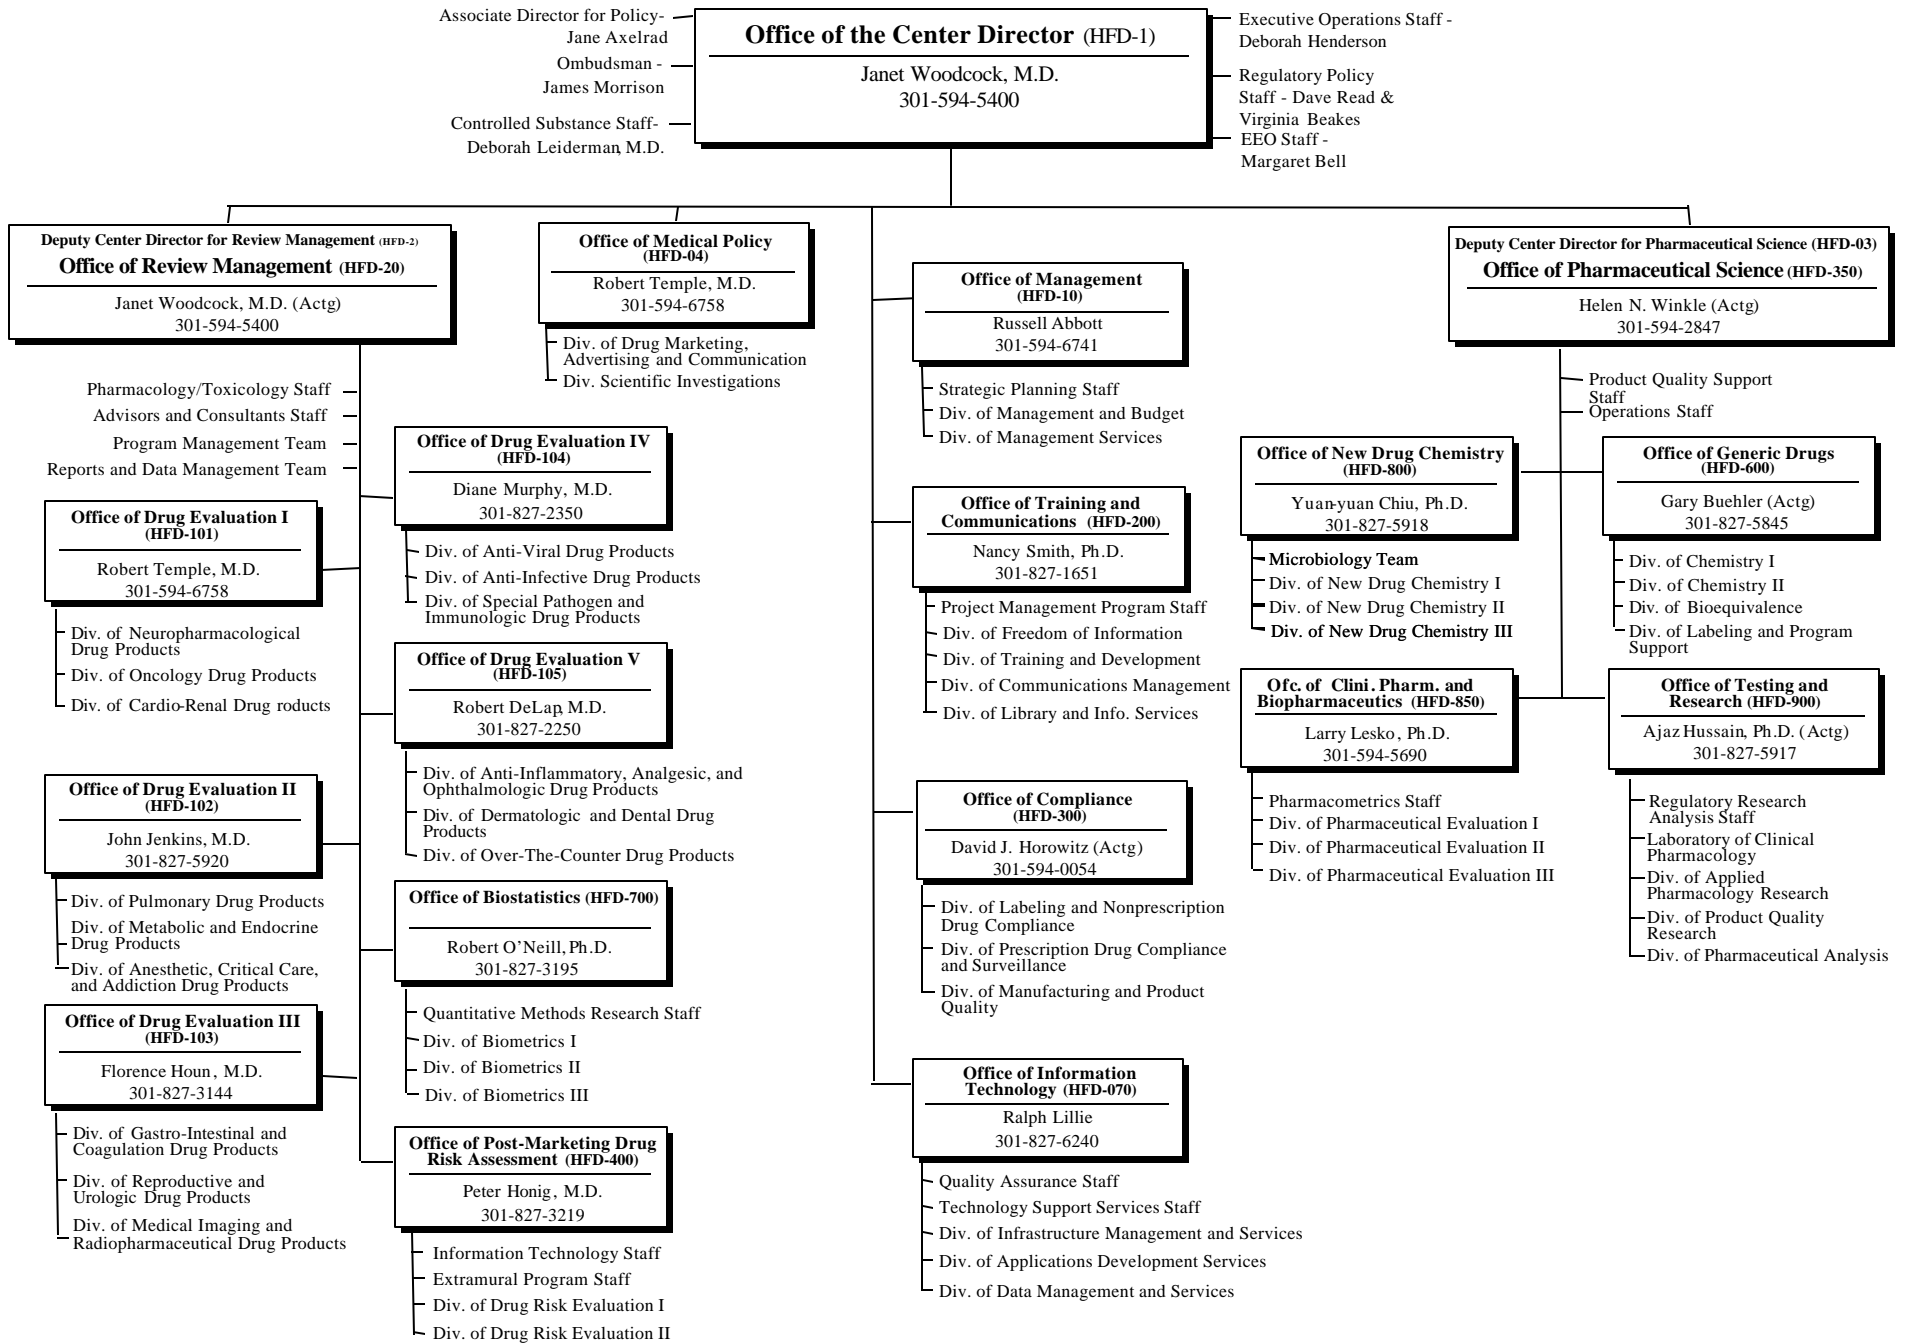 Associate Director for Policy-
Jane Axelrad
Ombudsman -
James Morrison
Controlled Substance Staff-
Deborah Leiderman, M.D.
Office of the Center Director (HFD-1)
Janet Woodcock, M.D.
301-594-5400
Executive Operations Staff -
Deborah Henderson
Regulatory Policy
Staff - Dave Read &
Virginia Beakes
EEO Staff -
Margaret Bell
Deputy Center Director for Review Management (HFD-2)
Office of Review Management (HFD-20)
Janet Woodcock, M.D. (Actg)
301-594-5400
Pharmacology/Toxicology Staff
Advisors and Consultants Staff
Program Management Team
Reports and Data Management Team
Office of Drug Evaluation I
(HFD-101)
Robert Temple, M.D.
301-594-6758
Div. of Neuropharmacological
Drug Products
Div. of Oncology Drug Products
Div. of Cardio-Renal Drug roducts
Office of Drug Evaluation II
(HFD-102)
John Jenkins, M.D.
301-827-5920
Div. of Pulmonary Drug Products
Div. of Metabolic and Endocrine
Drug Products
Div. of Anesthetic, Critical Care,
and Addiction Drug Products
Office of Drug Evaluation III
(HFD-103)
Florence Houn, M.D.
301-827-3144
Div. of Gastro-Intestinal and
Coagulation Drug Products
Div. of Reproductive and
Urologic Drug Products
Div. of Medical Imaging and
Radiopharmaceutical Drug Products
Office of Drug Evaluation IV
(HFD-104)
Diane Murphy, M.D.
301-827-2350
Div. of Anti-Viral Drug Products
Div. of Anti-Infective Drug Products
Div. of Special Pathogen and
Immunologic Drug Products
Office of Drug Evaluation V
(HFD-105)
Robert DeLap, M.D.
301-827-2250
Div. of Anti-Inflammatory, Analgesic, and
Ophthalmologic Drug Products
Div. of Dermatologic and Dental Drug
Products
Div. of Over-The-Counter Drug Products
Office of Biostatistics (HFD-700)
Robert O'Neill, Ph.D.
301-827-3195
Quantitative Methods Research Staff
Div. of Biometrics I
Div. of Biometrics II
Div. of Biometrics III
Office of Post-Marketing Drug
Risk Assessment (HFD-400)
Peter Honig, M.D.
301-827-3219
Information Technology Staff
Extramural Program Staff
Div. of Drug Risk Evaluation I
Div. of Drug Risk Evaluation II
Office of Medical Policy
(HFD-04)
Robert Temple, M.D.
301-594-6758
Div. of Drug Marketing,
Advertising and Communication
Div. Scientific Investigations
Office of Management
(HFD-10)
Russell Abbott
301-594-6741
Strategic Planning Staff
Div. of Management and Budget
Div. of Management Services
Office of Training and
Communications (HFD-200)
Nancy Smith, Ph.D.
301-827-1651
Project Management Program Staff
Div. of Freedom of Information
Div. of Training and Development
Div. of Communications Management
Div. of Library and Info. Services
Office of Compliance
(HFD-300)
David J. Horowitz (Actg)
301-594-0054
Div. of Labeling and Nonprescription
Drug Compliance
Div. of Prescription Drug Compliance
and Surveillance
Div. of Manufacturing and Product
Quality
Office of Information
Technology (HFD-070)
Ralph Lillie
301-827-6240
Quality Assurance Staff
Technology Support Services Staff
Div. of Infrastructure Management and Services
Div. of Applications Development Services
Div. of Data Management and Services
Deputy Center Director for Pharmaceutical Science (HFD-03)
Office of Pharmaceutical Science (HFD-350)
Helen N. Winkle (Actg)
301-594-2847
Product Quality Support
Staff
Operations Staff
Office of New Drug Chemistry
(HFD-800)
Yuan-yuan Chiu, Ph.D.
301-827-5918
Microbiology Team
Div. of New Drug Chemistry I
Div. of New Drug Chemistry II
Div. of New Drug Chemistry III
Office of Generic Drugs
(HFD-600)
Gary Buehler (Actg)
301-827-5845
Div. of Chemistry I
Div. of Chemistry II
Div. of Bioequivalence
Div. of Labeling and Program
Support
Ofc. of Clini. Pharm. and
Biopharmaceutics (HFD-850)
Larry Lesko, Ph.D.
301-594-5690
Pharmacometrics Staff
Div. of Pharmaceutical Evaluation I
Div. of Pharmaceutical Evaluation II
Div. of Pharmaceutical Evaluation III
Office of Testing and
Research (HFD-900)
Ajaz Hussain, Ph.D. (Actg)
301-827-5917
Regulatory Research
Analysis Staff
Laboratory of Clinical
Pharmacology
Div. of Applied
Pharmacology Research
Div. of Product Quality
Research
Div. of Pharmaceutical Analysis